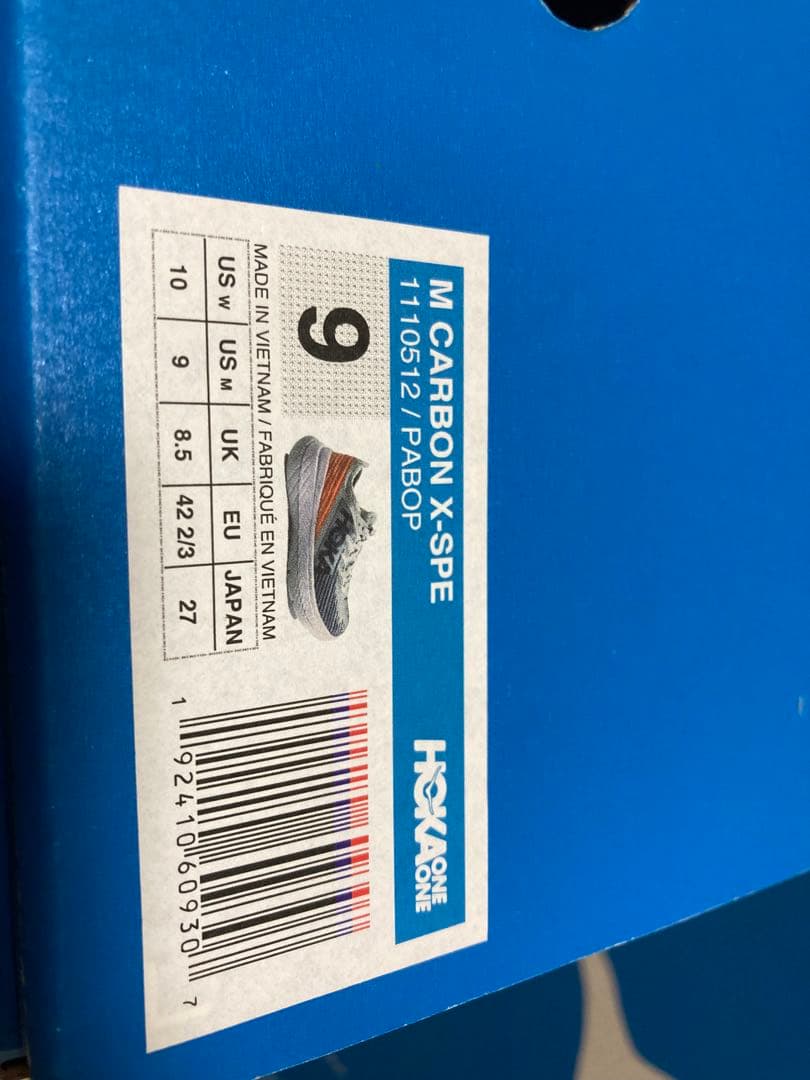 M CARBON X-SPE
1110512 / PABOP
HOKA ONE ONE
9
MADE IN VIETNAM / FABRIQUÉ EN VIETNAM
US W US M UK EU JAPAN
10 9 8.5 42 2/3 27
1 92410 60930 7